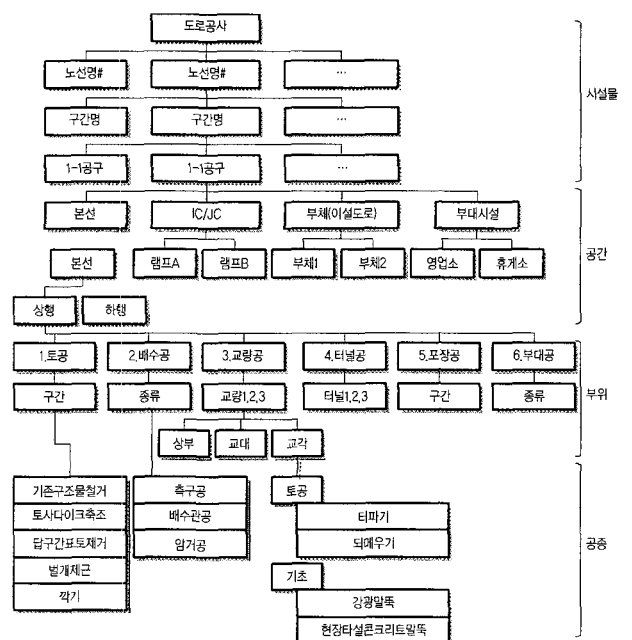 도로공사
노선명# 노선명# ...
시설물
구간명 구간명
1-1공구 1-1공구 ...
본선 IC/JC 부체(이설도로) 부대시설
공간
본선 램프A 램프B 부체1 부체2 영업소 휴게소
상행 하행
1.토공 2.배수공 3.교량공 4.터널공 5.포장공 6.부대공
부위
구간 종류 교량1,2,3 터널1,2,3 구간 종류
상부 교대 교각
기존구조물철거 측구공 토공
토사다이크축조 배수관공 터파기
답구간표토제거 암거공 되메우기
공종
벌개제근 기초
깍기 강광말뚝
현장타설콘크리트말뚝